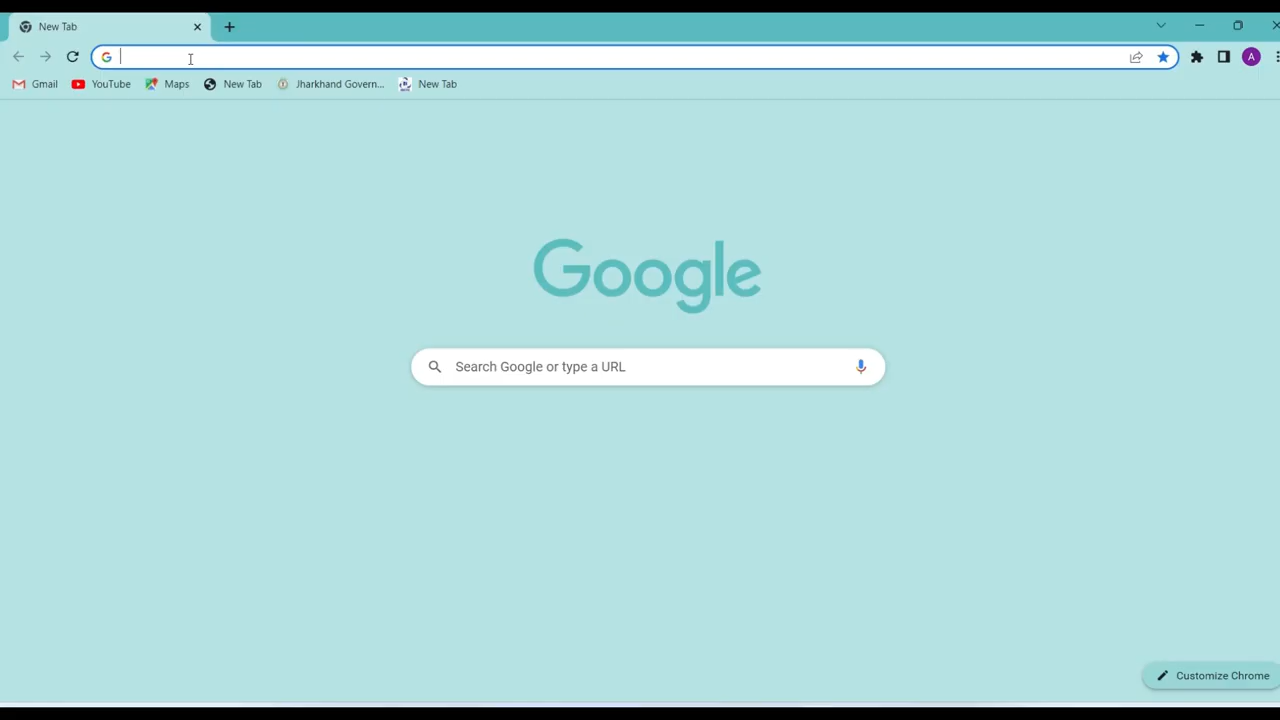 New Tab
G
A
Gmail YouTube Maps New Tab Jharkhand Govern... New Tab
Google
Search Google or type a URL
Customize Chrome